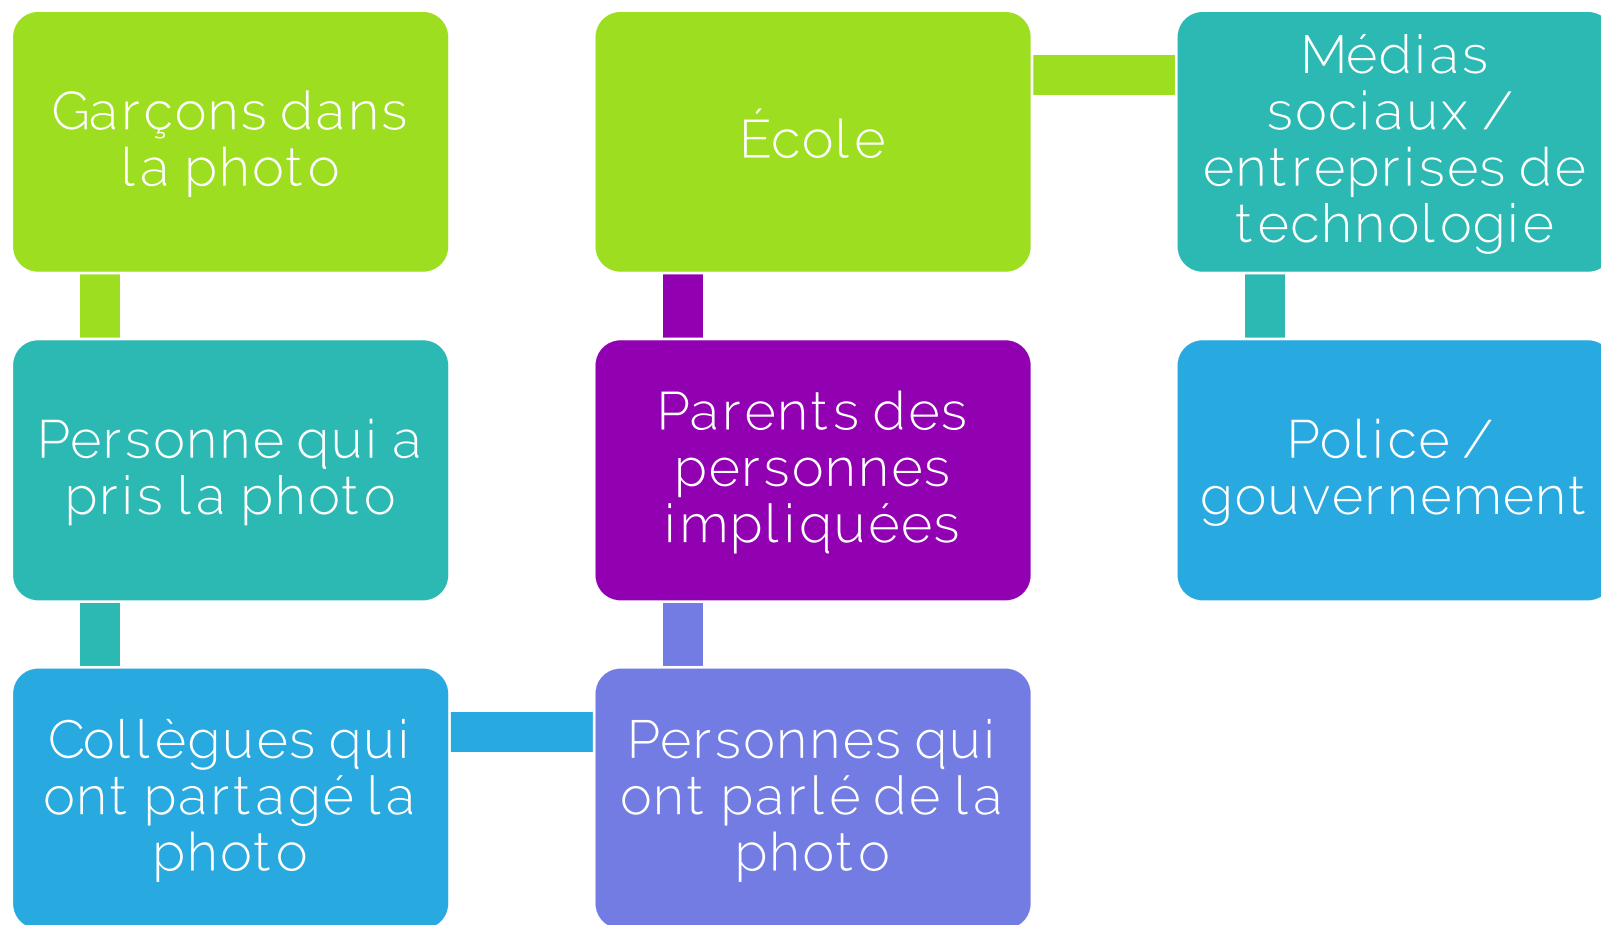 Garçons dans
la photo
Personne qui a
pris la photo
Collègues qui
ont partagé la
photo
Personnes qui
ont parlé de la
photo
Parents des
personnes
impliquées
École
Médias
sociaux /
entreprises de
technologie
Police /
gouvernement